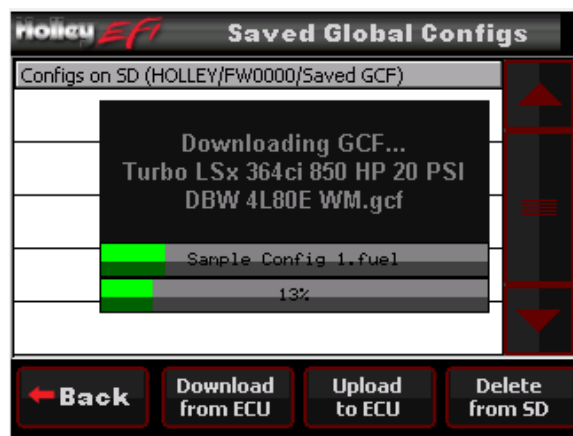 Holley EFI Saved Global Configs
Configs on SD (HOLLEY/FW0000/Saved GCF)
Downloading GCF...
Turbo LSx 364ci 850 HP 20 PSI
DBW 4L80E WM.gcf
Sample Config 1.fuel
13%
Back
Download
from ECU
Upload
to ECU
Delete
from SD